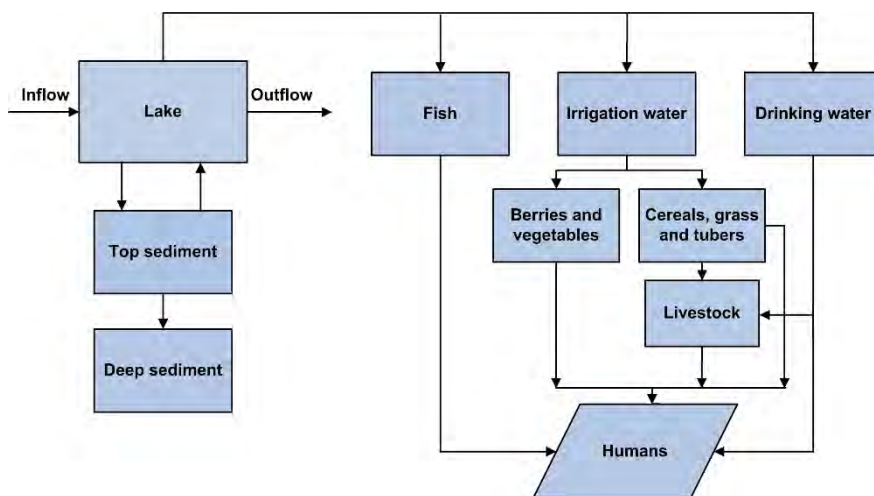 Inflow
Lake
Outflow
Fish
Irrigation water
Drinking water
Top sediment
Berries and
vegetables
Cereals, grass
and tubers
Livestock
Deep sediment
Humans